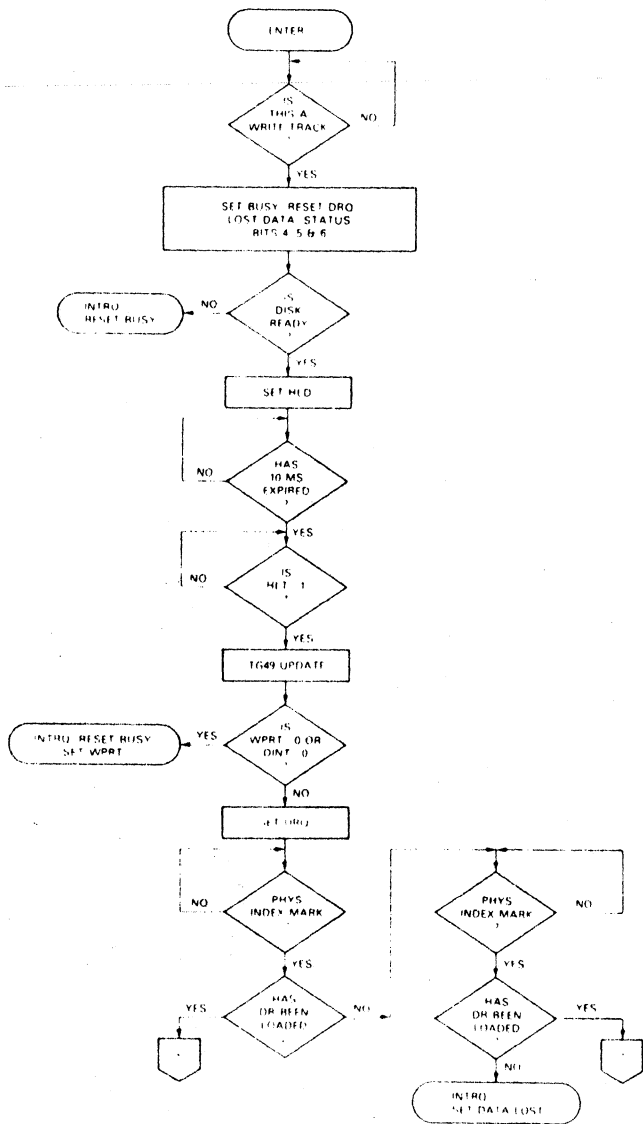 ENTER
IS
THIS A
WRITE TRACK
NO
YES
SET BUSY RESET DRQ
LOST DATA STATUS
BITS 4 5 & 6
INTRQ
RESET BUSY
NO
IS
DISK
READY
?
YES
SET HLD
NO
HAS
10 MS
EXPIRED
?
YES
NO
IS
HLT 1
?
YES
TG49 UPDATE
INTRQ RESET BUSY
SET WPRT
YES
IS
WPRT 0 OR
DINT 0
?
NO
SET DRQ
NO
PHYS
INDEX MARK
PHYS
INDEX MARK
?
NO
YES
YES
YES
HAS
DR BEEN
LOADED
?
NO
HAS
DR BEEN
LOADED
YES
NO
INTRQ
SET DATA LOST